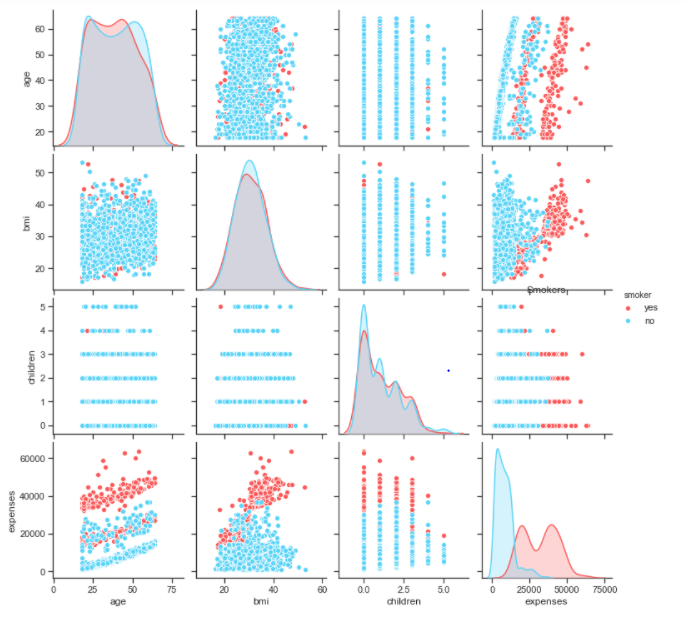 60
50
40
30
20
age
50
40
30
20
bmi
Smokers
smoker
yes
no
5
4
3
2
1
0
children
60000
40000
20000
0
expenses
0 25 50 75
20 40 60
0.0 2.5 5.0
0 25000 50000 75000
age bmi children expenses